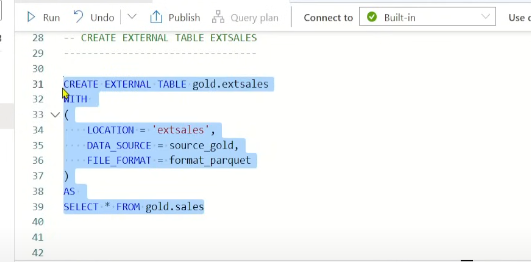 Run Undo Publish Query plan Connect to Built-in Use
28 -- CREATE EXTERNAL TABLE EXTSALES
29 --------------------------------
30
31 CREATE EXTERNAL TABLE gold.extsales
32 WITH
33 (
34 LOCATION = 'extsales',
35 DATA_SOURCE = source_gold,
36 FILE_FORMAT = format_parquet
37 )
38 AS
39 SELECT * FROM gold.sales
40
41
42